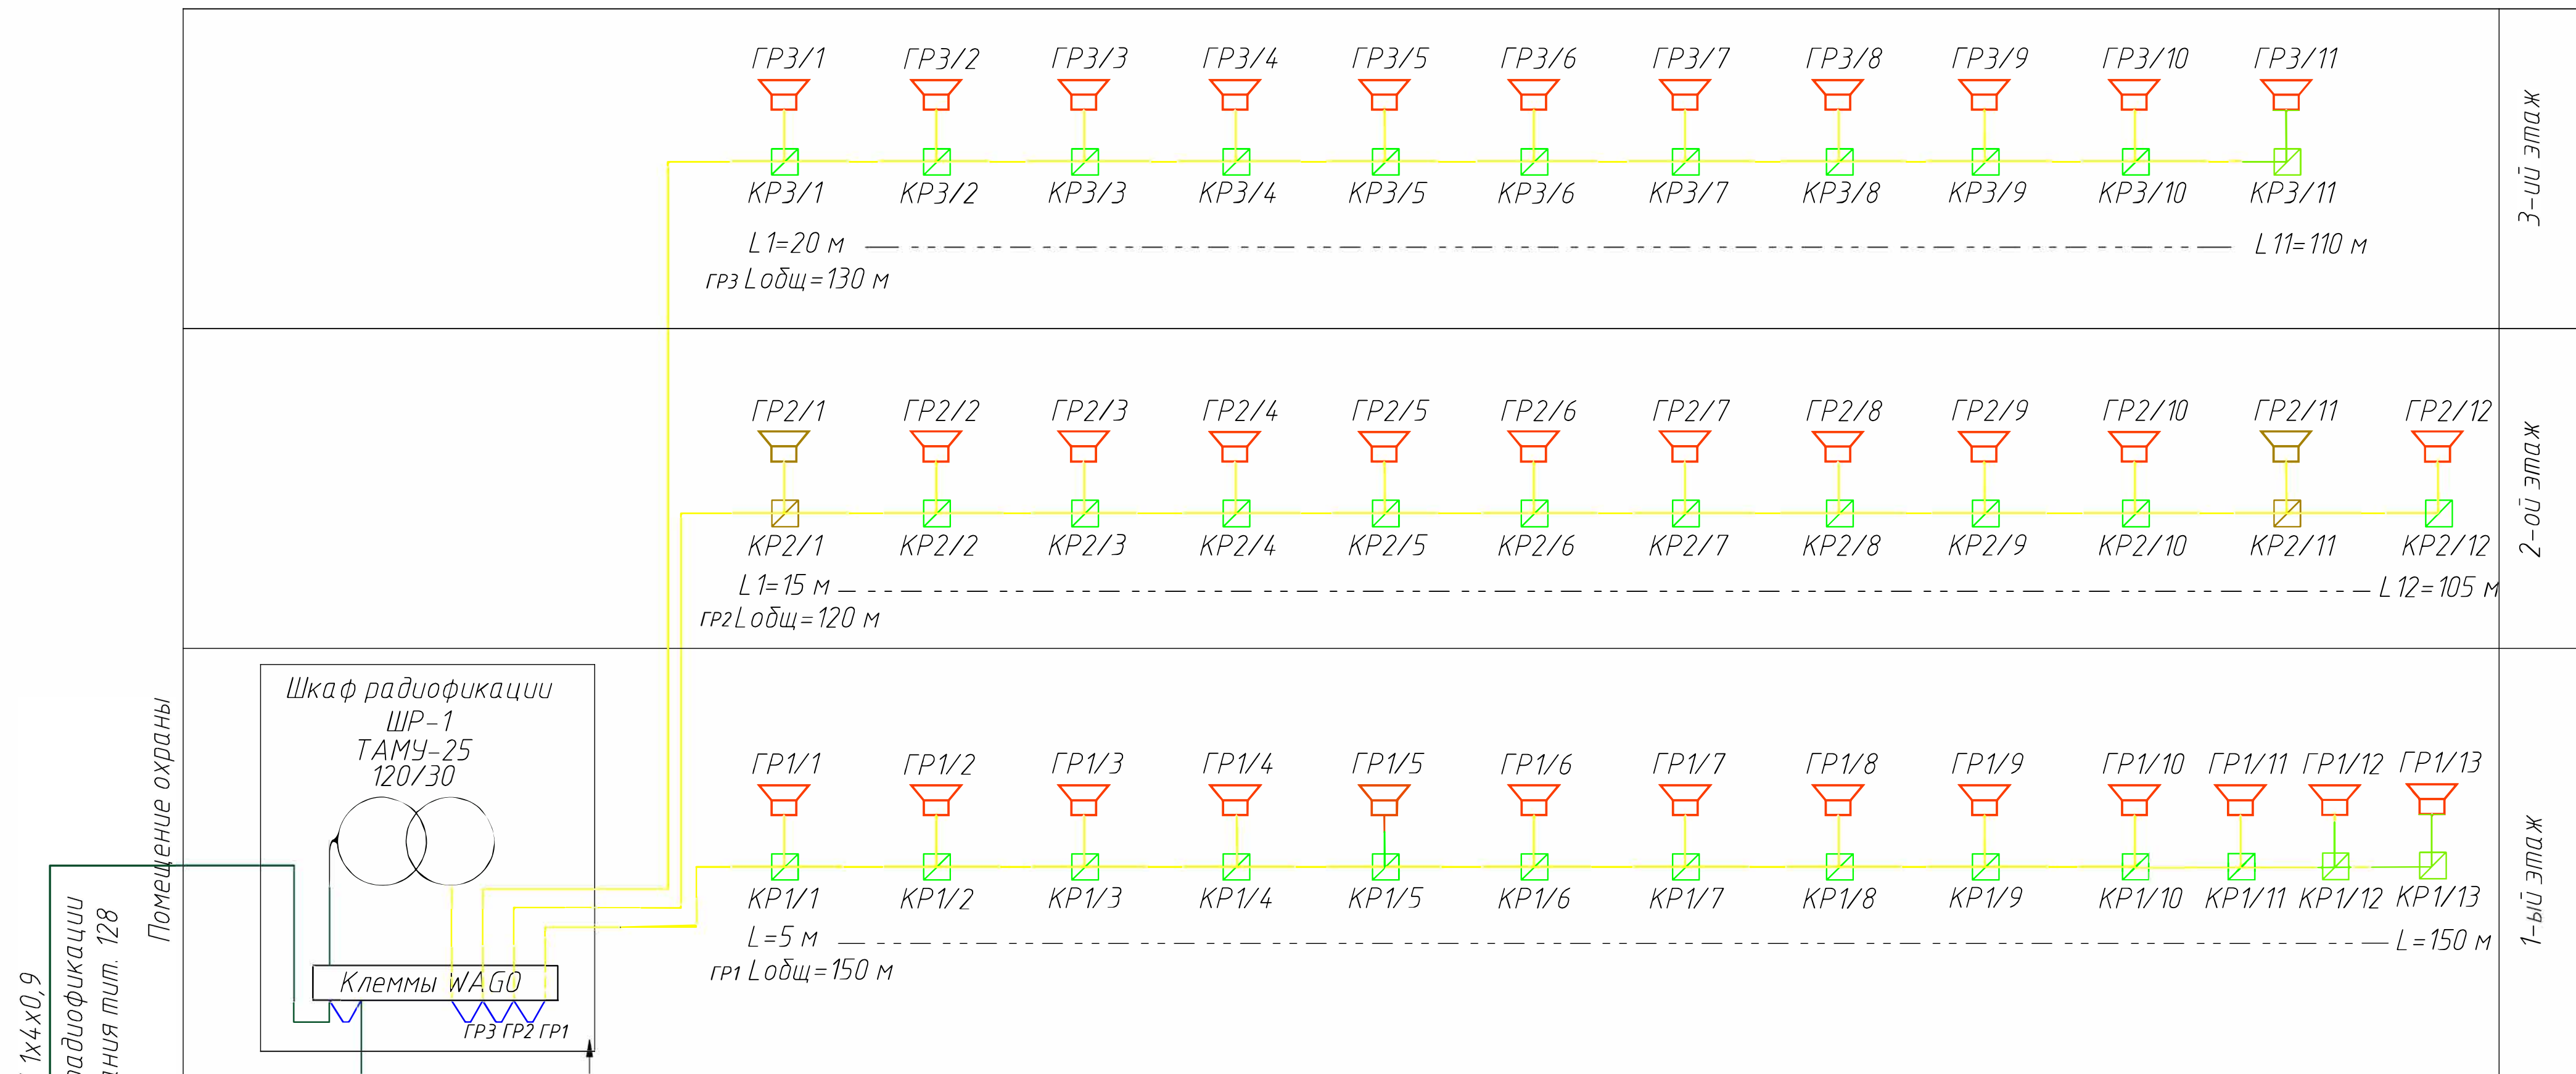 ГР3/1 ГР3/2 ГР3/3 ГР3/4 ГР3/5 ГР3/6 ГР3/7 ГР3/8 ГР3/9 ГР3/10 ГР3/11
КР3/1 КР3/2 КР3/3 КР3/4 КР3/5 КР3/6 КР3/7 КР3/8 КР3/9 КР3/10 КР3/11
L1=20 м L11=110 м
ГР3 Lобщ=130 м
3-ий этаж
ГР2/1 ГР2/2 ГР2/3 ГР2/4 ГР2/5 ГР2/6 ГР2/7 ГР2/8 ГР2/9 ГР2/10 ГР2/11 ГР2/12
КР2/1 КР2/2 КР2/3 КР2/4 КР2/5 КР2/6 КР2/7 КР2/8 КР2/9 КР2/10 КР2/11 КР2/12
L1=15 м L12=105 м
ГР2 Lобщ=120 м
2-ой этаж
Помещение охраны
Шкаф радиофикации
ШР-1
ТАМУ-25
120/30
Клеммы WAGO
ГР3 ГР2 ГР1
ГР1/1 ГР1/2 ГР1/3 ГР1/4 ГР1/5 ГР1/6 ГР1/7 ГР1/8 ГР1/9 ГР1/10 ГР1/11 ГР1/12 ГР1/13
КР1/1 КР1/2 КР1/3 КР1/4 КР1/5 КР1/6 КР1/7 КР1/8 КР1/9 КР1/10 КР1/11 КР1/12 КР1/13
L=5 м L=150 м
ГР1 Lобщ=150 м
1-ый этаж
1х4х0,9
адиофикации
ания тит. 128